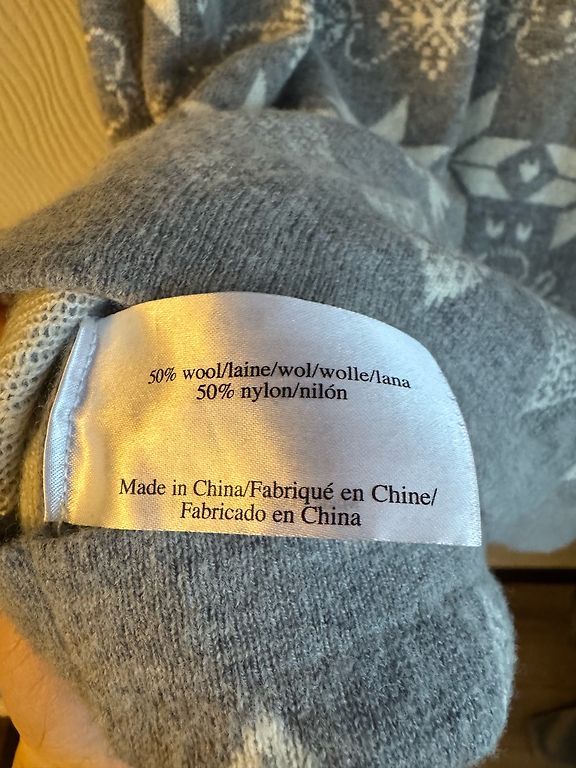 50% wool/laine/wol/wolle/lana
50% nylon/nilón
Made in China/Fabriqué en Chine/
Fabricado en China